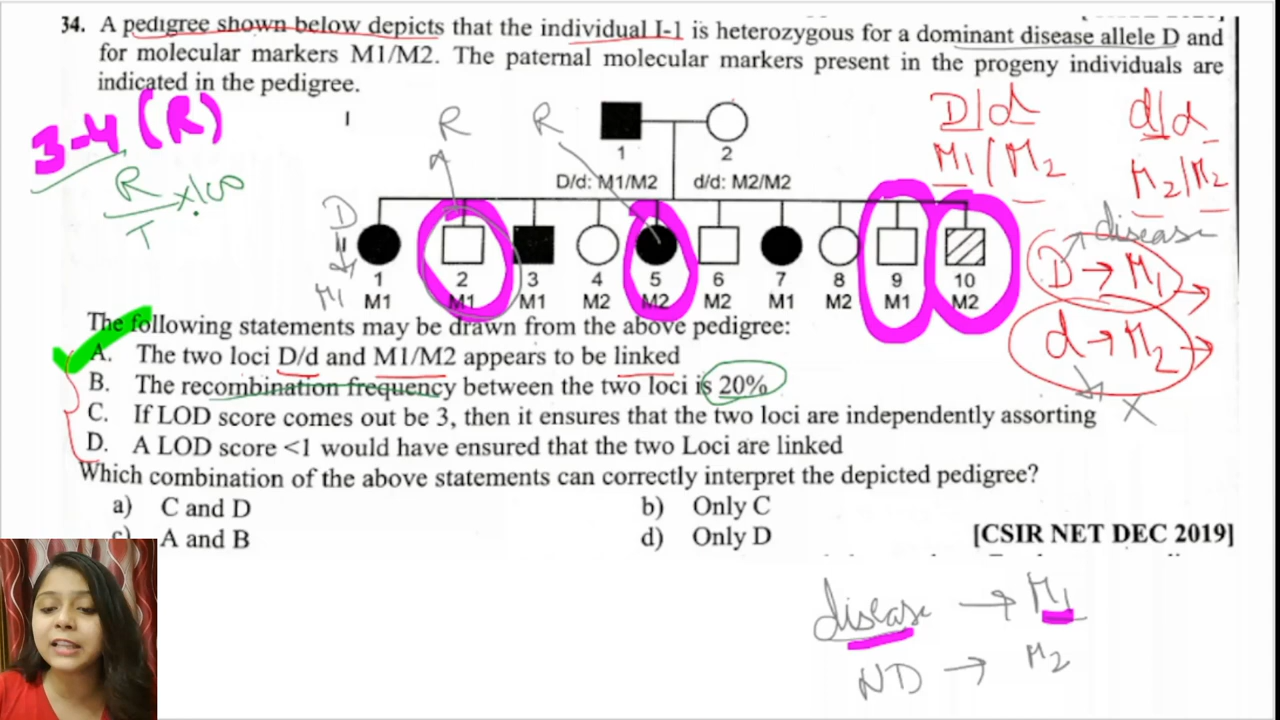 34. A pedigree shown below depicts that the individual I-1 is heterozygous for a dominant disease allele D and
for molecular markers M1/M2. The paternal molecular markers present in the progeny individuals are
indicated in the pedigree.
3-4 (R)
R/T ×100
I
R R
1 2
D/d: M1/M2 d/d: M2/M2
D/d d/d
M1/M2 M2/M2
D
M1
1 2 3 4 5 6 7 8 9 10
M1 M1 M1 M2 M2 M2 M1 M2 M1 M2
disease
D → M1 →
d → M2 →
X
The following statements may be drawn from the above pedigree:
A. The two loci D/d and M1/M2 appears to be linked
B. The recombination frequency between the two loci is 20%
C. If LOD score comes out be 3, then it ensures that the two loci are independently assorting
D. A LOD score <1 would have ensured that the two Loci are linked
Which combination of the above statements can correctly interpret the depicted pedigree?
a) C and D b) Only C
c) A and B d) Only D [CSIR NET DEC 2019]
disease → M1
ND → M2